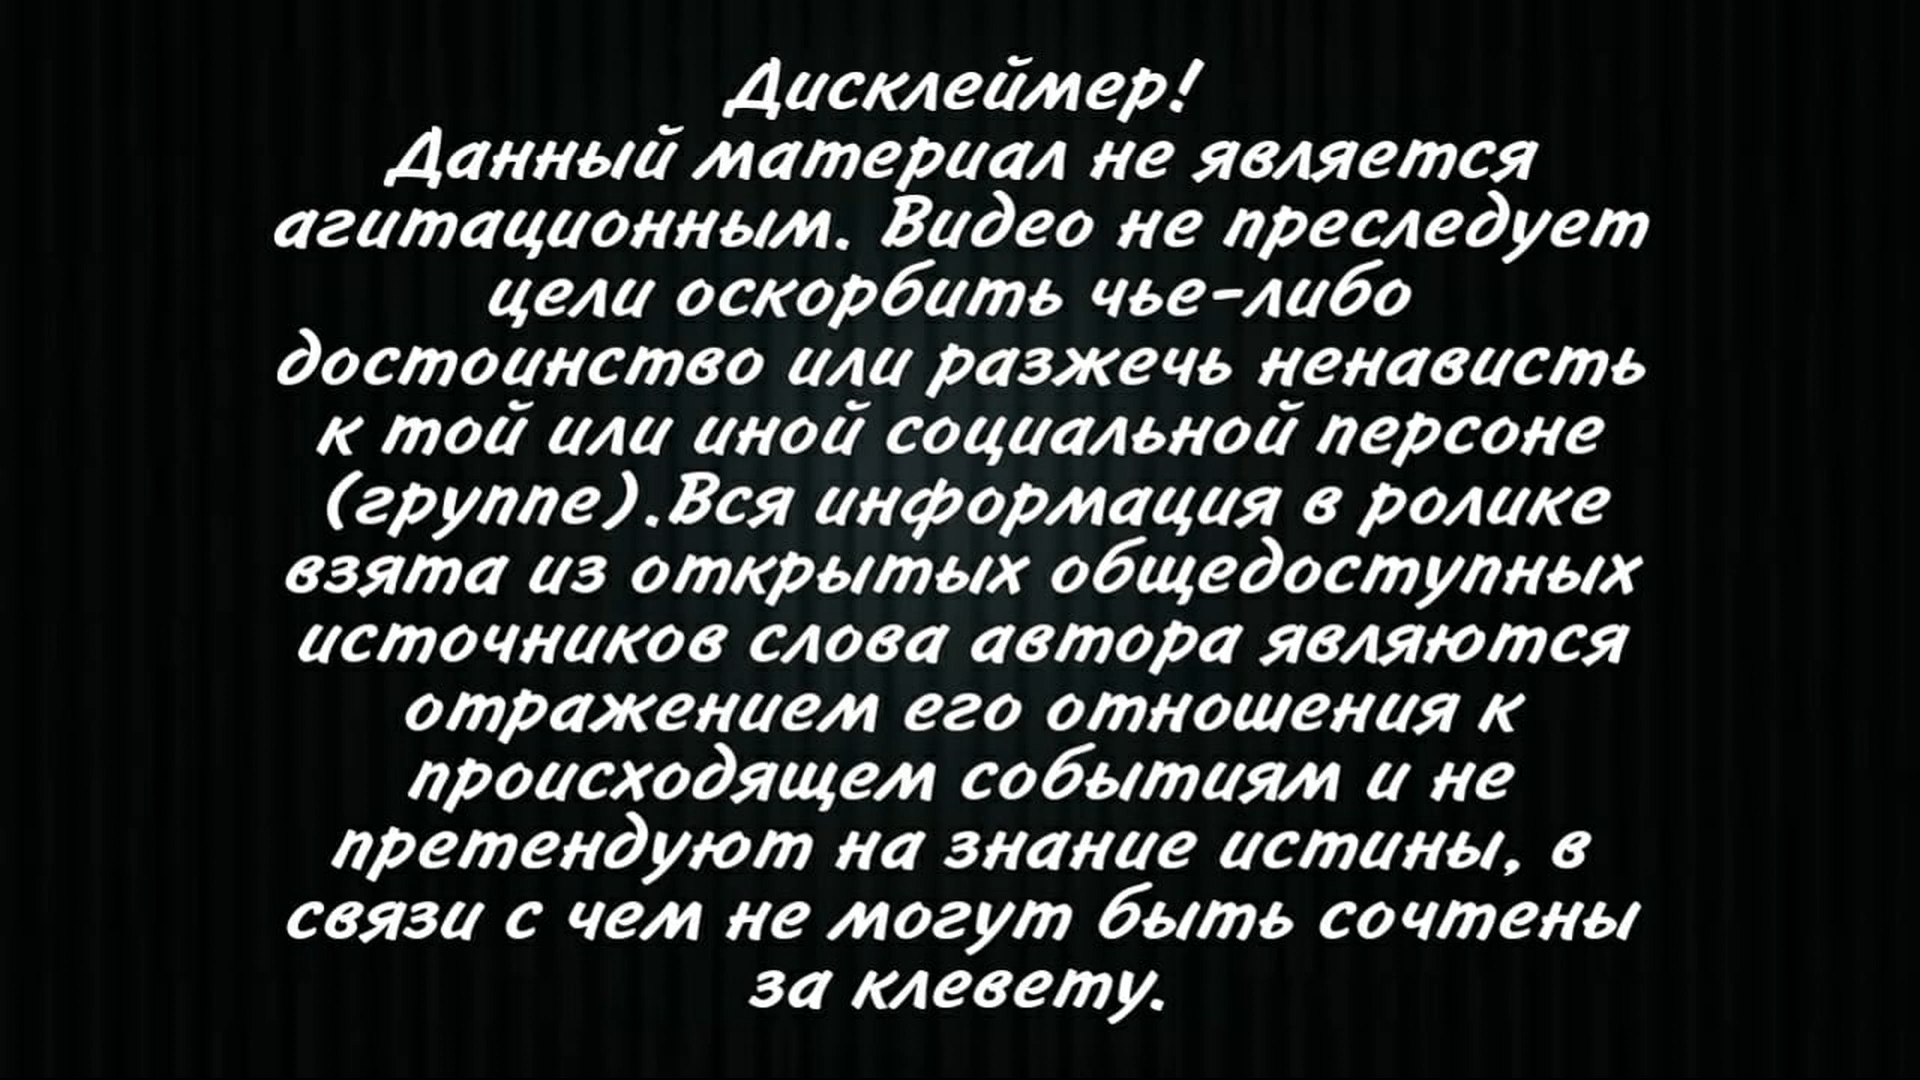 Дисклеймер!
Данный материал не является
агитационным. Видео не преследует
цели оскорбить чье-либо
достоинство или разжечь ненависть
к той или иной социальной персоне
(группе).Вся информация в ролике
взята из открытых общедоступных
источников слова автора являются
отражением его отношения к
происходящем событиям и не
претендуют на знание истины, в
связи с чем не могут быть сочтены
за клевету.